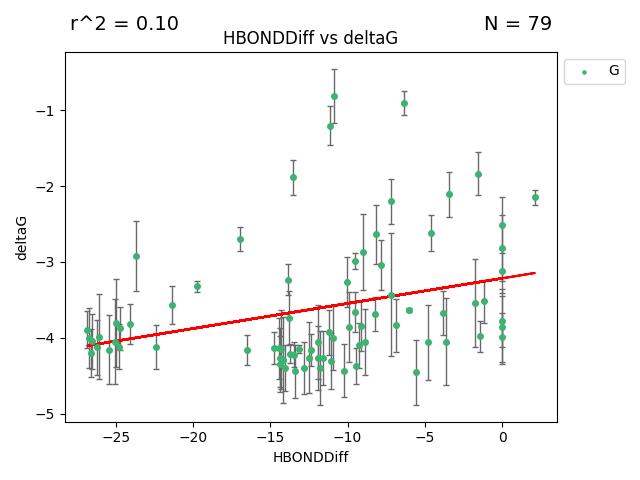 r^2 = 0.10
N = 79
HBONDDiff vs deltaG
G
−1
−2
−3
−4
−5
deltaG
−25
−20
−15
−10
−5
0
HBONDDiff